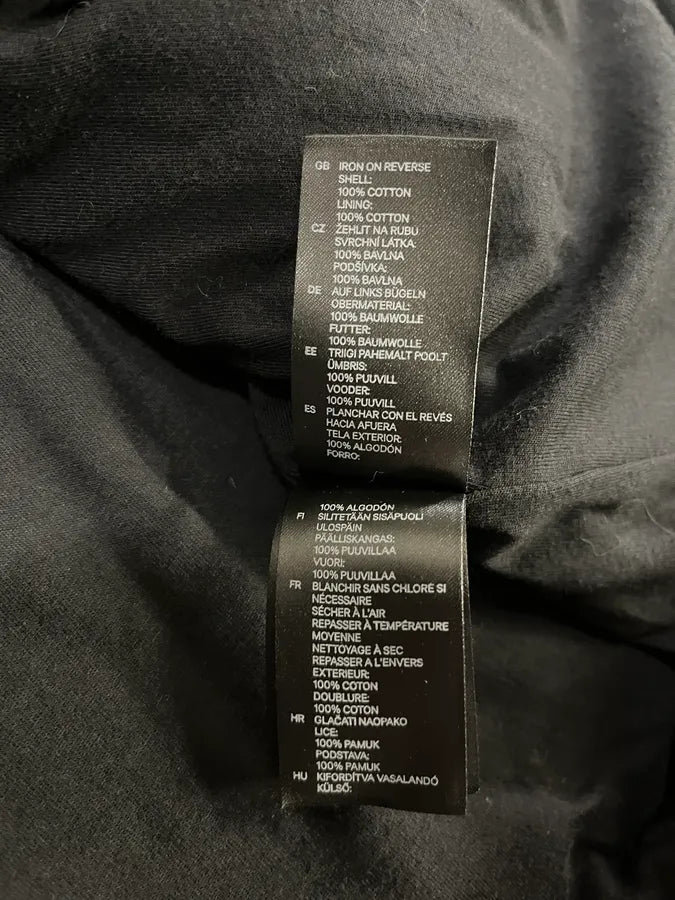 GB IRON ON REVERSE
SHELL:
100% COTTON
LINING:
100% COTTON
CZ ŽEHLIT NA RUBU
SVRCHNÍ LÁTKA:
100% BAVLNA
PODŠÍVKA:
100% BAVLNA
DE AUF LINKS BÜGELN
OBERMATERIAL:
100% BAUMWOLLE
FUTTER:
100% BAUMWOLLE
EE TRIIGI PAHEMALT POOLT
ÜMBRIS:
100% PUUVILL
VOODER:
100% PUUVILL
ES PLANCHAR CON EL REVÉS
HACIA AFUERA
TELA EXTERIOR:
100% ALGODÓN
FORRO:
100% ALGODÓN
FI SILITETÄÄN SISÄPUOLI
ULOSPÄIN
PÄÄLLISKANGAS:
100% PUUVILLAA
VUORI:
100% PUUVILLAA
FR BLANCHIR SANS CHLORE SI
NÉCESSAIRE
SÉCHER À L'AIR
REPASSER À TEMPÉRATURE
MOYENNE
NETTOYAGE À SEC
REPASSER A L'ENVERS
EXTERIEUR:
100% COTON
DOUBLURE:
100% COTON
HR GLAČATI NAOPAKO
LICE:
100% PAMUK
PODSTAVA:
100% PAMUK
HU KIFORDÍTVA VASALANDÓ
KÜLSŐ: